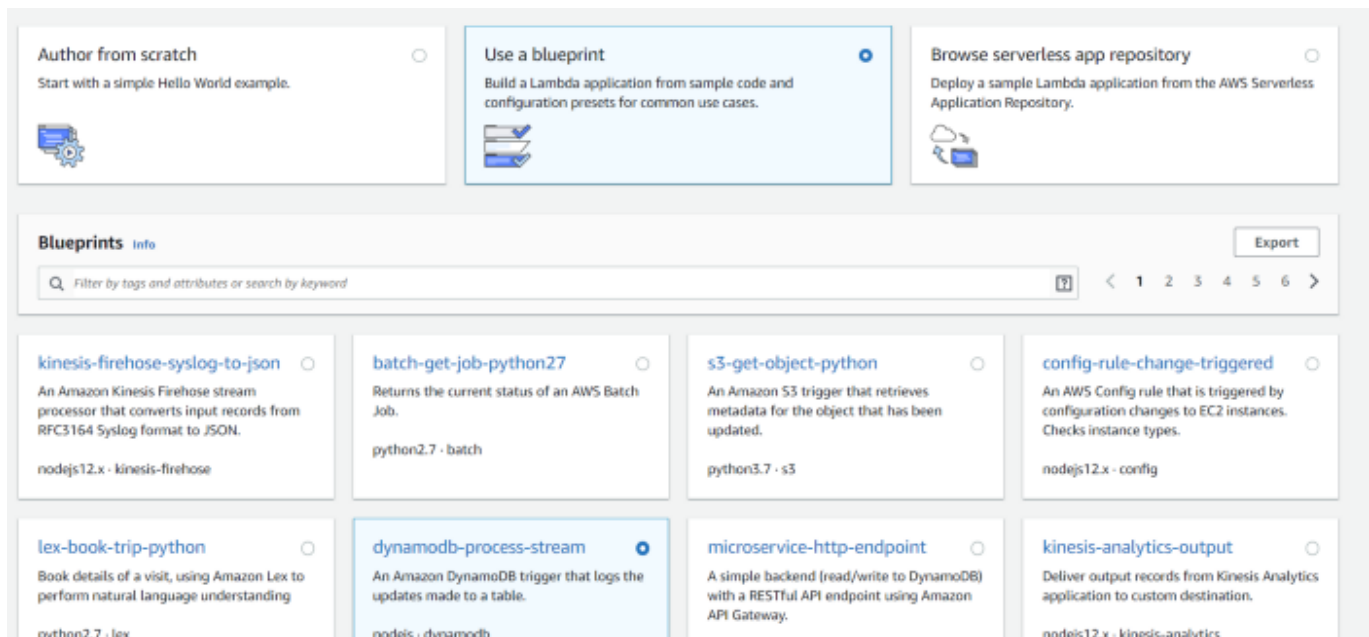 Author from scratch
Start with a simple Hello World example.
Use a blueprint
Build a Lambda application from sample code and
configuration presets for common use cases.
Browse serverless app repository
Deploy a sample Lambda application from the AWS Serverless
Application Repository.
Blueprints Info
Export
Filter by tags and attributes or search by keyword
?
< 1 2 3 4 5 6 >
kinesis-firehose-syslog-to-json
An Amazon Kinesis Firehose stream
processor that converts input records from
RFC3164 Syslog format to JSON.
nodejs12.x · kinesis-firehose
batch-get-job-python27
Returns the current status of an AWS Batch
Job.
python2.7 · batch
s3-get-object-python
An Amazon S3 trigger that retrieves
metadata for the object that has been
updated.
python3.7 · s3
config-rule-change-triggered
An AWS Config rule that is triggered by
configuration changes to EC2 instances.
Checks instance types.
nodejs12.x · config
lex-book-trip-python
Book details of a visit, using Amazon Lex to
perform natural language understanding
python2.7 · lex
dynamodb-process-stream
An Amazon DynamoDB trigger that logs the
updates made to a table.
nodejs · dynamodb
microservice-http-endpoint
A simple backend (read/write to DynamoDB)
with a RESTful API endpoint using Amazon
API Gateway.
kinesis-analytics-output
Deliver output records from Kinesis Analytics
application to custom destination.
nodejs12.x · kinesis-analytics